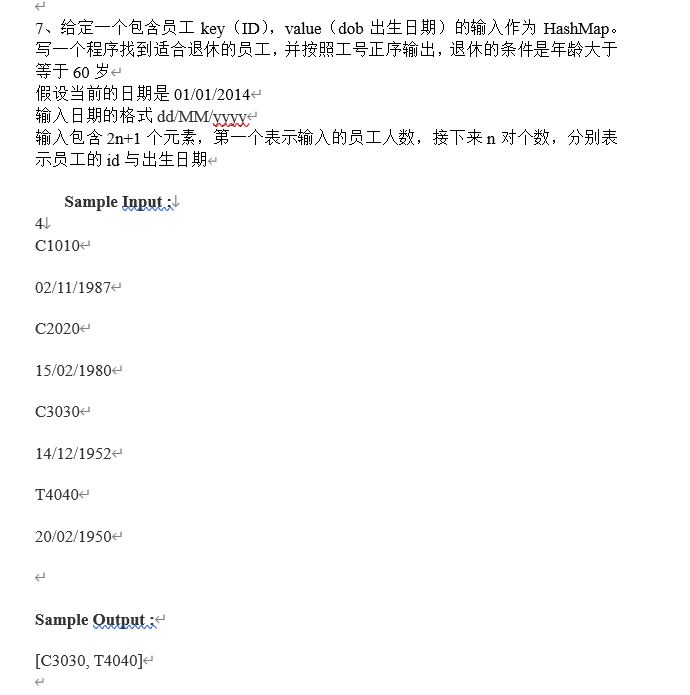 7、给定一个包含员工 key（ID），value（dob 出生日期）的输入作为 HashMap。
写一个程序找到适合退休的员工，并按照工号正序输出，退休的条件是年龄大于
等于 60 岁
假设当前的日期是 01/01/2014
输入日期的格式 dd/MM/yyyy
输入包含 2n+1 个元素，第一个表示输入的员工人数，接下来 n 对个数，分别表
示员工的 id 与出生日期
Sample Input :
4
C1010
02/11/1987
C2020
15/02/1980
C3030
14/12/1952
T4040
20/02/1950
Sample Output :
[C3030, T4040]